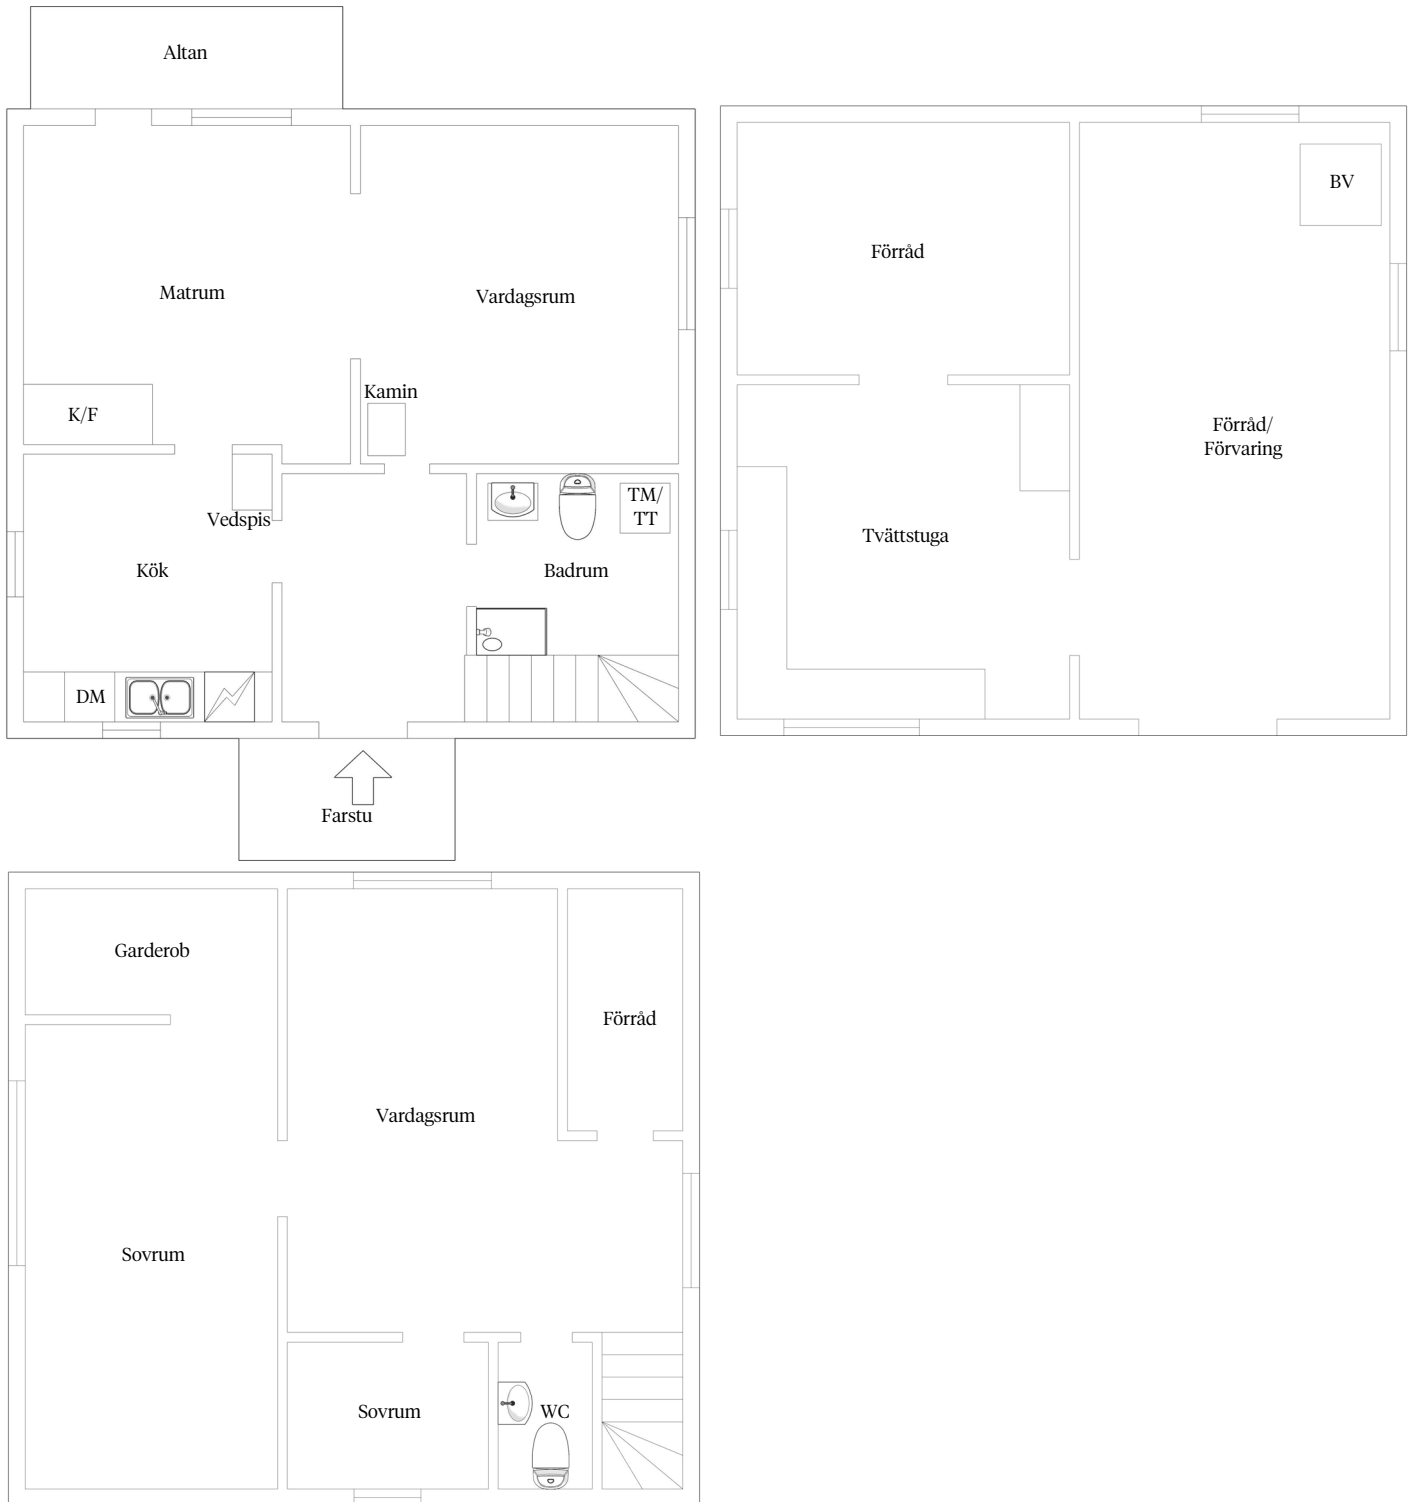 Altan
Matrum
Vardagsrum
K/F
Kamin
Vedspis
TM/
TT
Kök
Badrum
DM
Farstu
Förråd
BV
Förråd/
Förvaring
Tvättstuga
Garderob
Förråd
Vardagsrum
Sovrum
Sovrum
WC